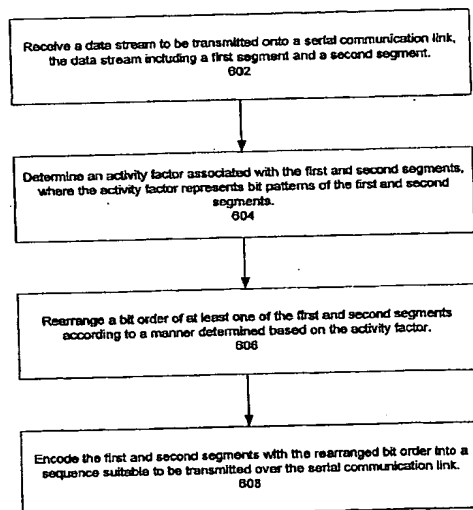 Receive a data stream to be transmitted onto a serial communication link,
the data stream including a first segment and a second segment.
602
Determine an activity factor associated with the first and second segments,
where the activity factor represents bit patterns of the first and second
segments.
604
Rearrange a bit order of at least one of the first and second segments
according to a manner determined based on the activity factor.
606
Encode the first and second segments with the rearranged bit order into a
sequence suitable to be transmitted over the serial communication link.
608